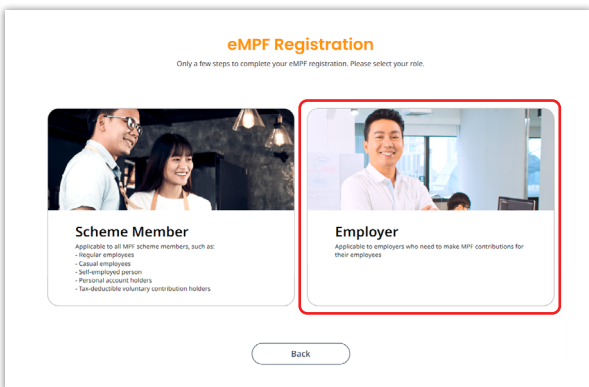 eMPF Registration
Only a few steps to complete your eMPF registration. Please select your role.
Scheme Member
Applicable to all MPF scheme members, such as:
- Regular employees
- Casual employees
- Self-employed person
- Personal account holders
- Tax-deductible voluntary contribution holders
Employer
Applicable to employers who need to make MPF contributions for
their employees
Back